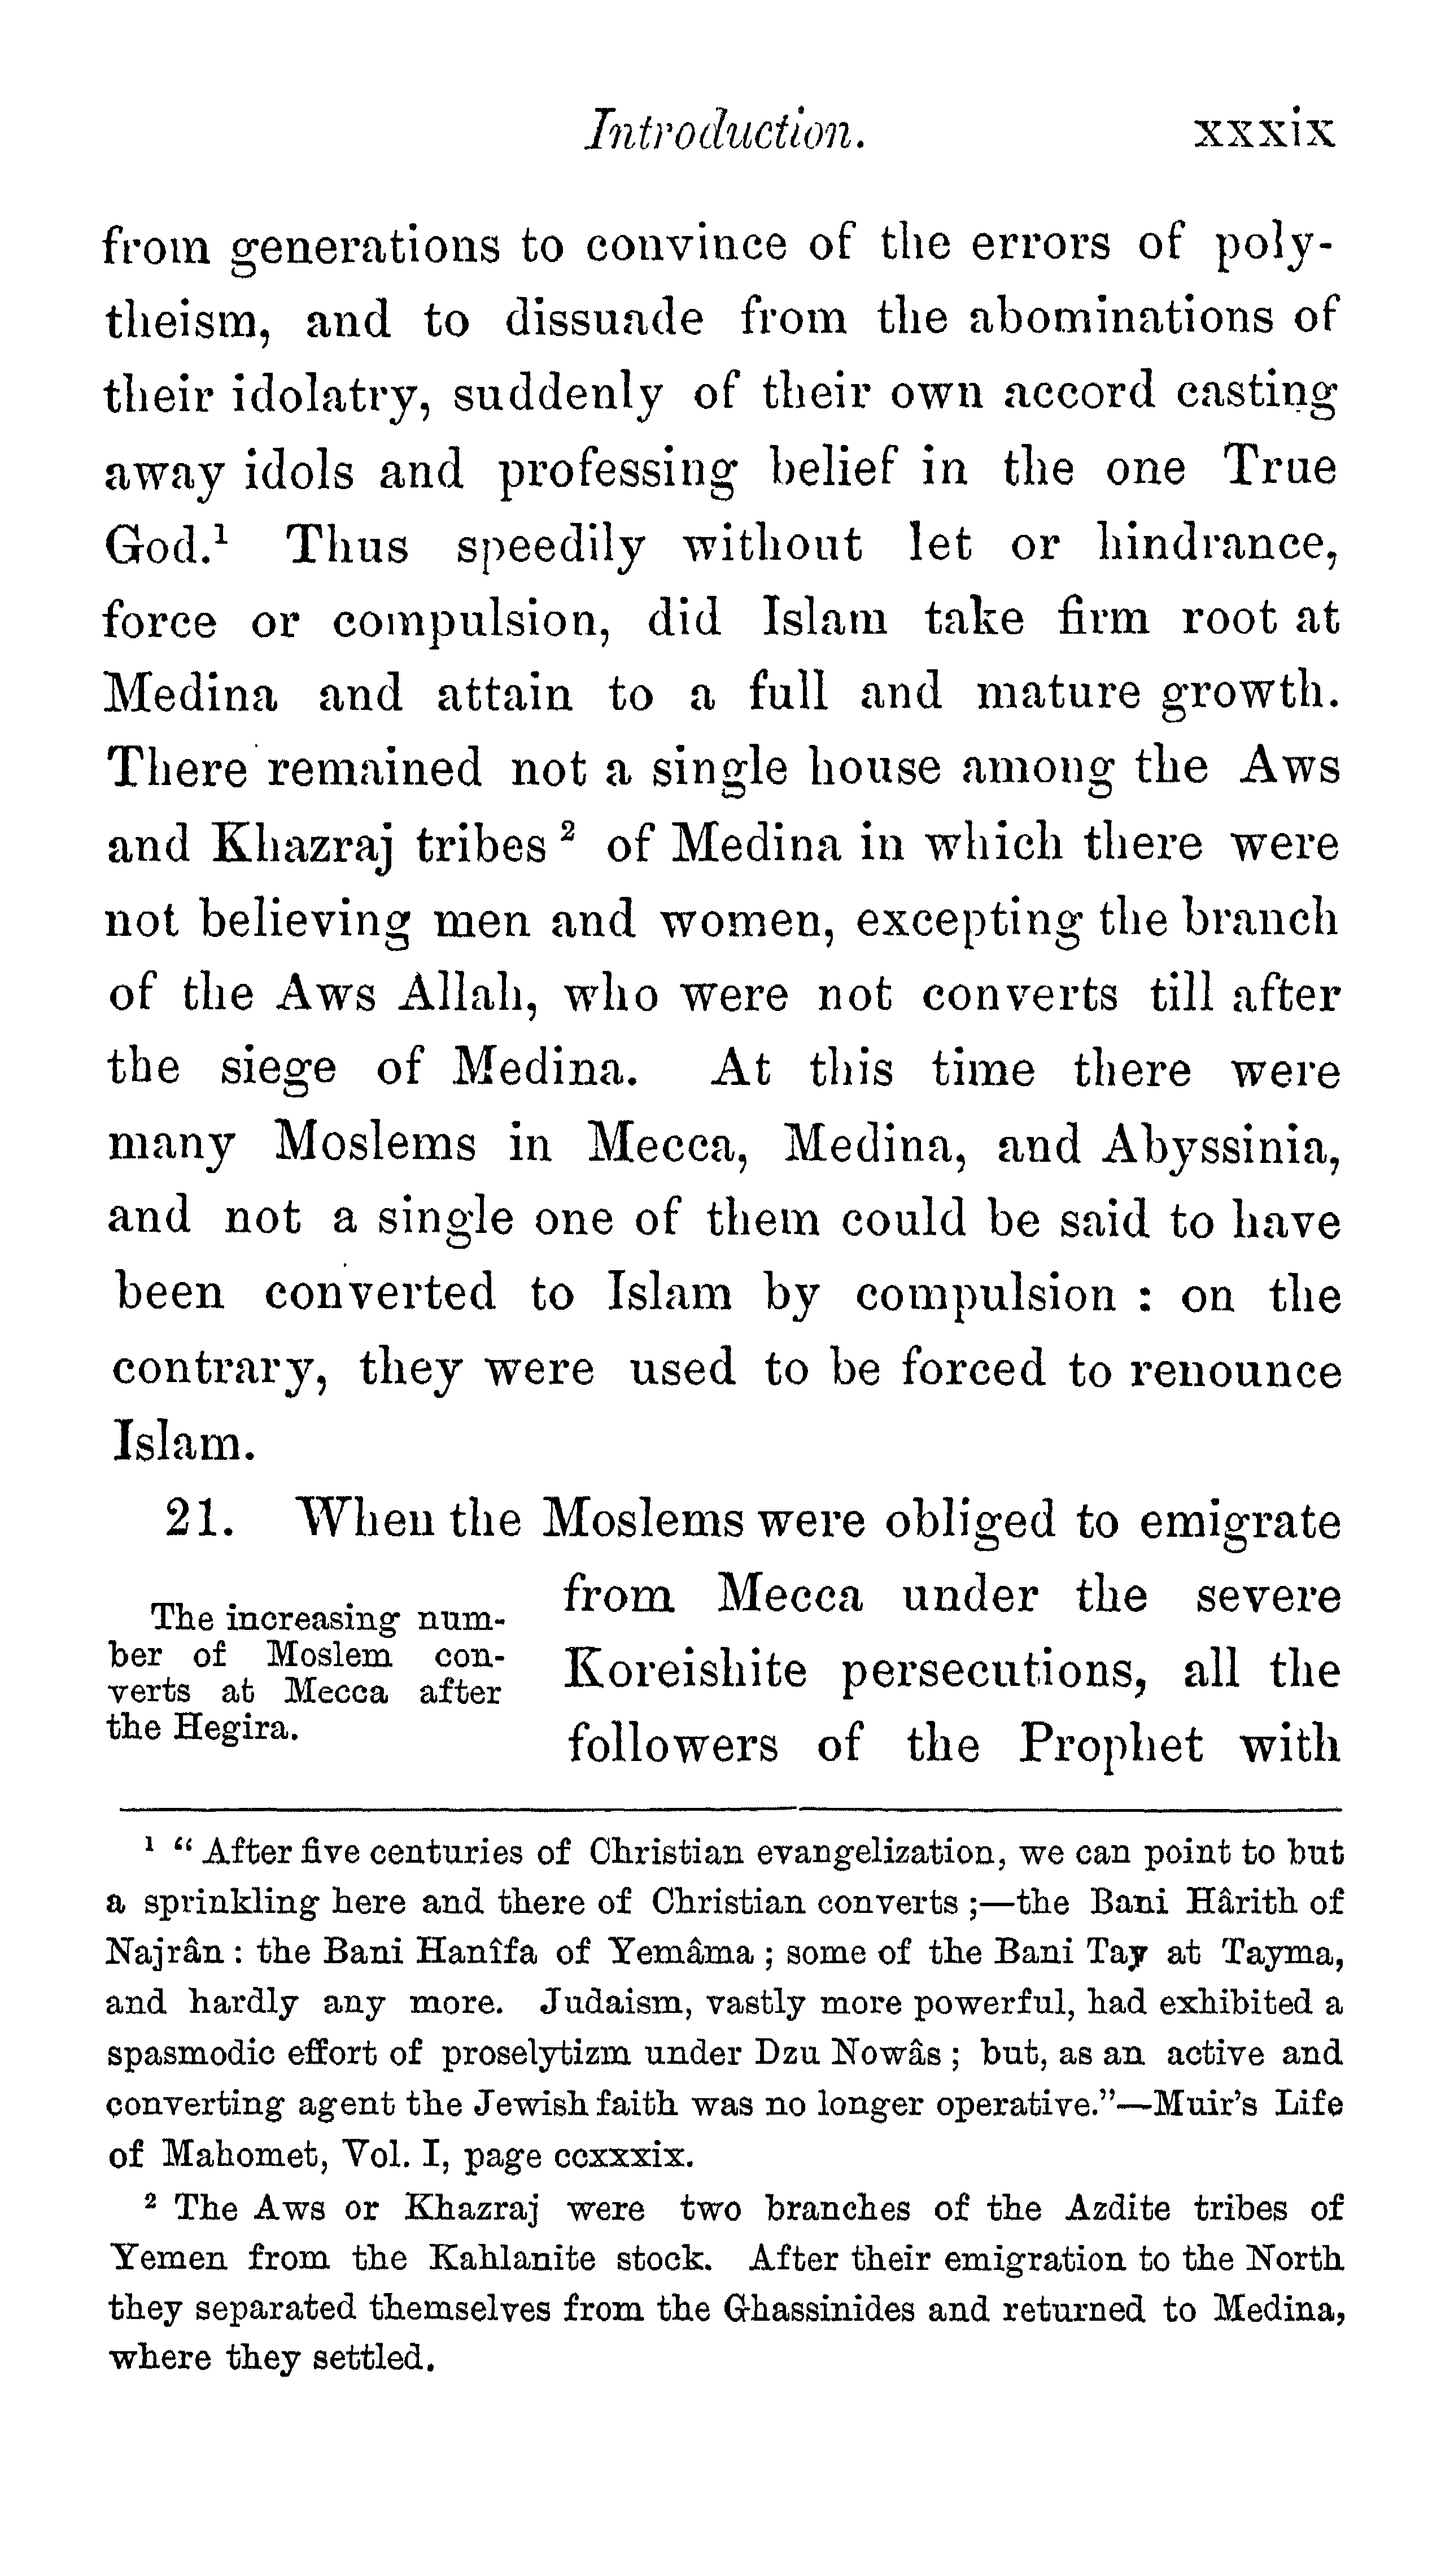 Introduction. xxxix
from generations to convince of the errors of poly-
theism, and to dissuade from the abominations of
their idolatry, suddenly of their own accord casting
away idols and professing belief in the one True
God.¹ Thus speedily without let or hindrance,
force or compulsion, did Islam take firm root at
Medina and attain to a full and mature growth.
There remained not a single house among the Aws
and Khazraj tribes ² of Medina in which there were
not believing men and women, excepting the branch
of the Aws Allah, who were not converts till after
the siege of Medina. At this time there were
many Moslems in Mecca, Medina, and Abyssinia,
and not a single one of them could be said to have
been converted to Islam by compulsion : on the
contrary, they were used to be forced to renounce
Islam.
21. When the Moslems were obliged to emigrate
The increasing num-
ber of Moslem con-
verts at Mecca after
the Hegira.
from Mecca under the severe
Koreishite persecutions, all the
followers of the Prophet with
¹ “ After five centuries of Christian evangelization, we can point to but
a sprinkling here and there of Christian converts ;—the Bani Hârith of
Najrân : the Bani Hanîfa of Yemâma ; some of the Bani Tay at Tayma,
and hardly any more. Judaism, vastly more powerful, had exhibited a
spasmodic effort of proselytizm under Dzu Nowâs ; but, as an active and
converting agent the Jewish faith was no longer operative.”—Muir’s Life
of Mahomet, Vol. I, page ccxxxix.
² The Aws or Khazraj were two branches of the Azdite tribes of
Yemen from the Kahlanite stock. After their emigration to the North
they separated themselves from the Ghassinides and returned to Medina,
where they settled.